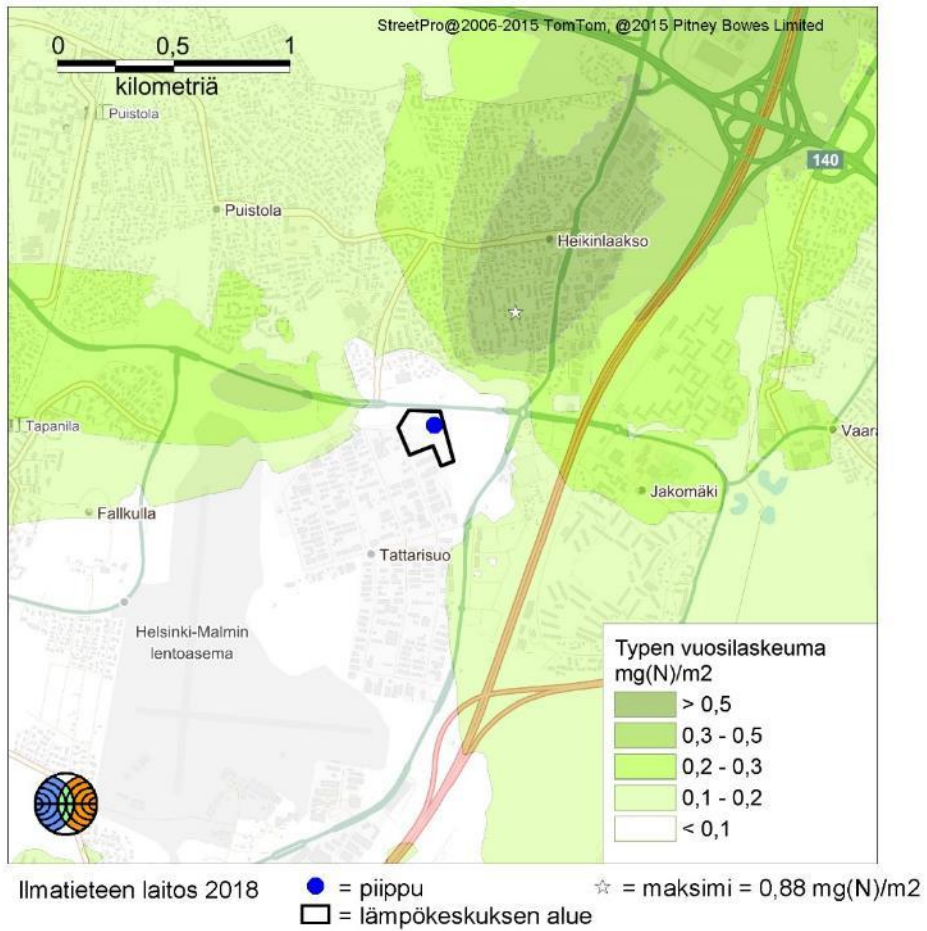 StreetPro@2006-2015 TomTom, @2015 Pitney Bowes Limited
0 0,5 1
kilometriä
Puistola
140
Puistola
Heikinlaakso
Tapanila
Vaara
Jakomäki
Fallkulla
Tattarisuo
Helsinki-Malmin
lentoasema
Typen vuosilaskeuma
mg(N)/m2
> 0,5
0,3 - 0,5
0,2 - 0,3
0,1 - 0,2
< 0,1
Ilmatieteen laitos 2018
= piippu
= maksimi = 0,88 mg(N)/m2
= lämpökeskuksen alue